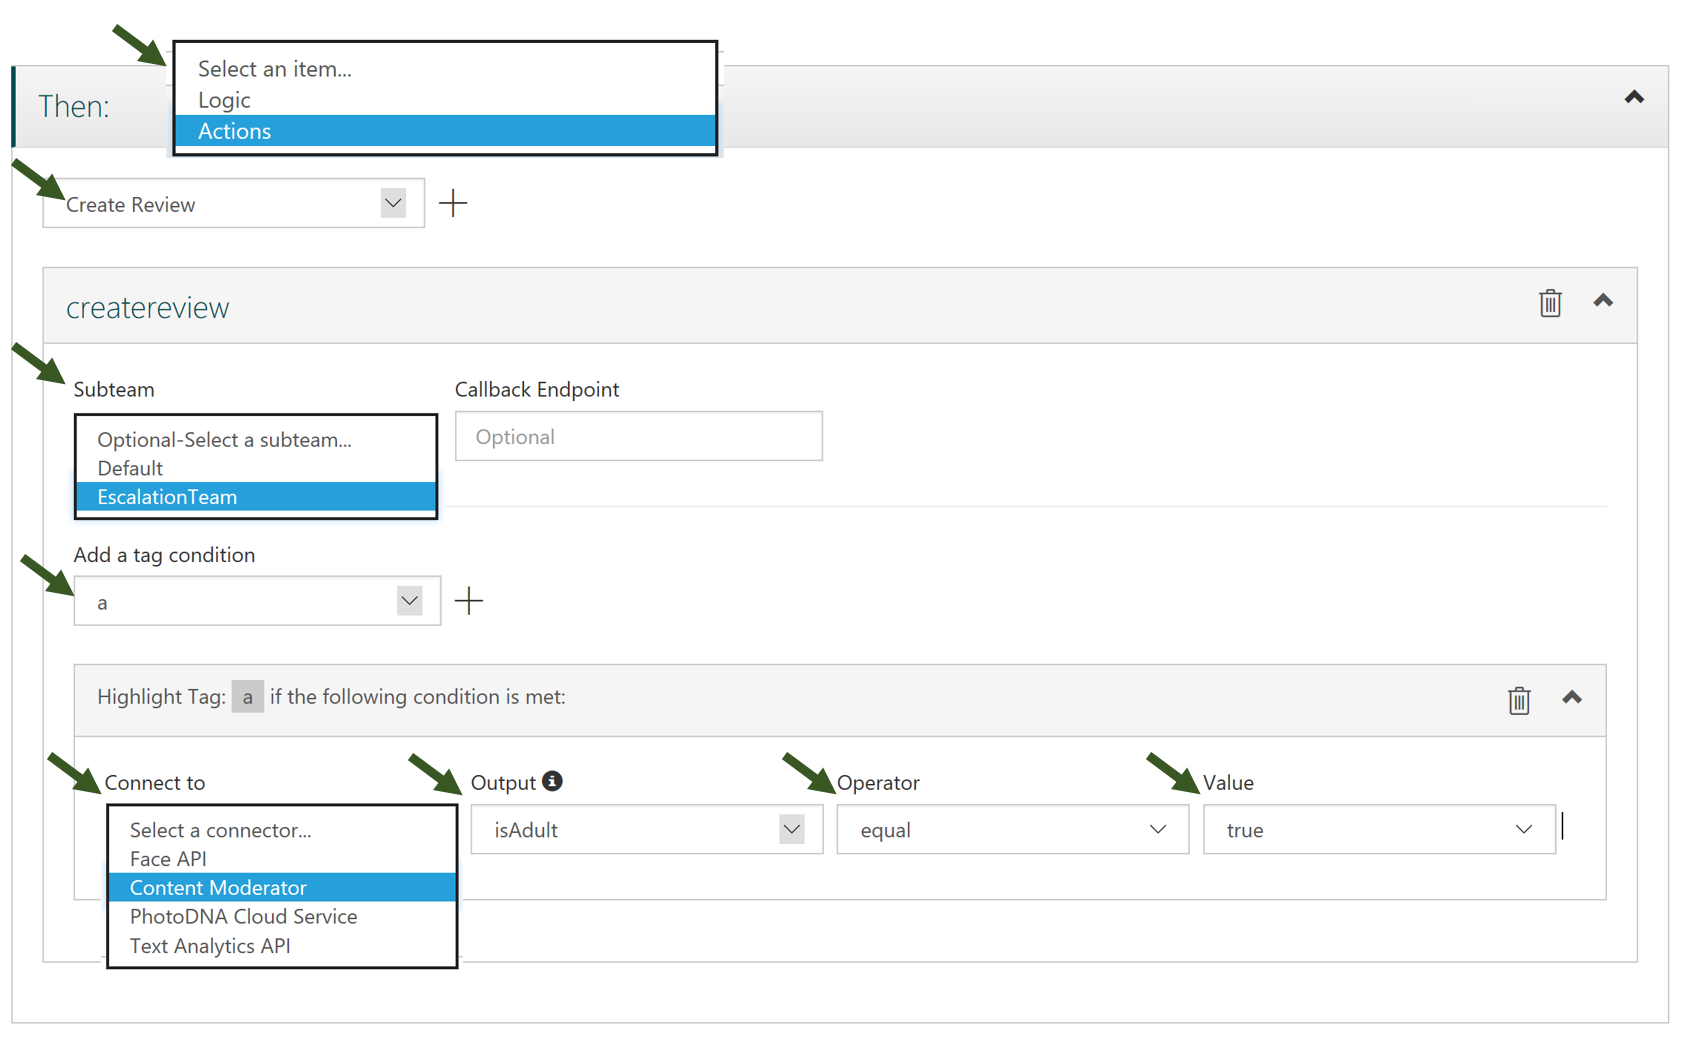 Select an item...
Logic
Then:
Actions
Create Review
createreview
Subteam
Callback Endpoint
Optional-Select a subteam...
Optional
Default
EscalationTeam
Add a tag condition
a
Highlight Tag: a if the following condition is met:
Connect to
Output
Operator
Value
Select a connector...
isAdult
equal
true
Face API
Content Moderator
PhotoDNA Cloud Service
Text Analytics API